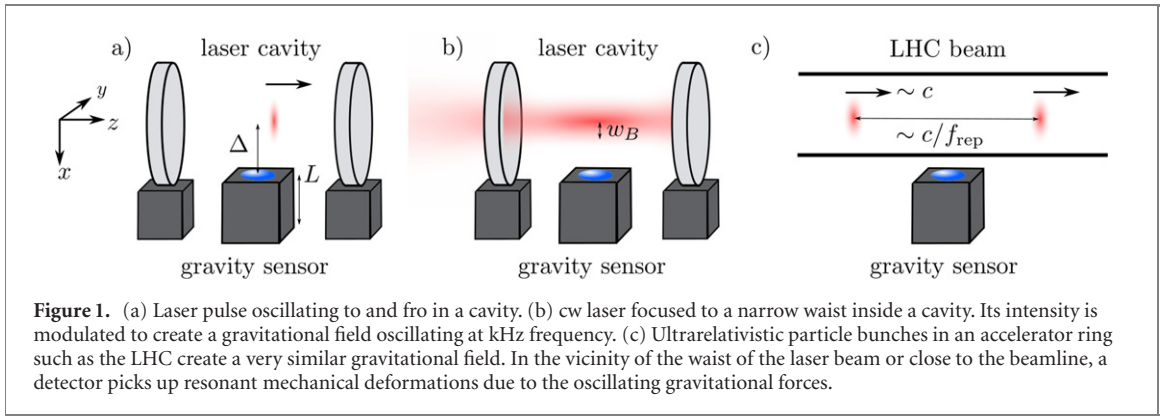 a)
laser cavity
y
z
x
Δ
L
gravity sensor
b)
laser cavity
w_B
gravity sensor
c)
LHC beam
∼ c
∼ c/f_rep
gravity sensor
Figure 1. (a) Laser pulse oscillating to and fro in a cavity. (b) cw laser focused to a narrow waist inside a cavity. Its intensity is
modulated to create a gravitational field oscillating at kHz frequency. (c) Ultrarelativistic particle bunches in an accelerator ring
such as the LHC create a very similar gravitational field. In the vicinity of the waist of the laser beam or close to the beamline, a
detector picks up resonant mechanical deformations due to the oscillating gravitational forces.